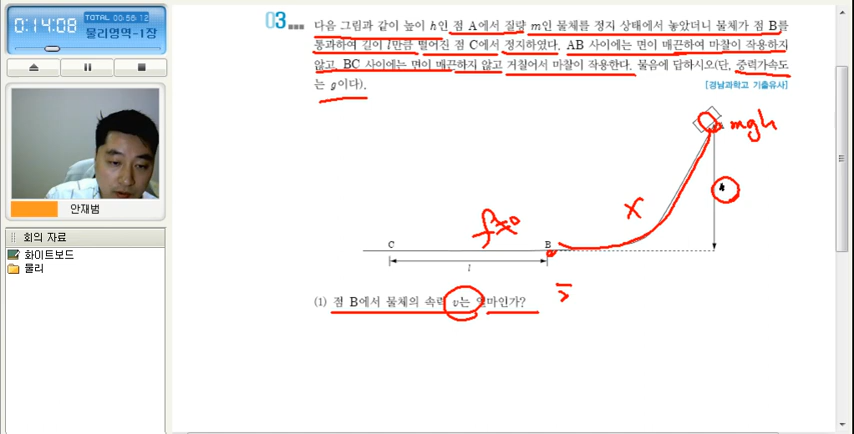 0:14:08
TOTAL 00:56:12
물리영역-1장
안재범
회의 자료
화이트보드
물리
03
다음 그림과 같이 높이 h인 점 A에서 질량 m인 물체를 정지 상태에서 놓았더니 물체가 점 B를
통과하여 길이 l만큼 떨어진 점 C에서 정지하였다. AB 사이에는 면이 매끈하여 마찰이 작용하지
않고, BC 사이에는 면이 매끈하지 않고 거칠어서 마찰이 작용한다. 물음에 답하시오(단, 중력가속도
는 g이다).
[경남과학고 기출유사]
mgh
h
x
f≠0
C
B
l
(1) 점 B에서 물체의 속력 v는 얼마인가?